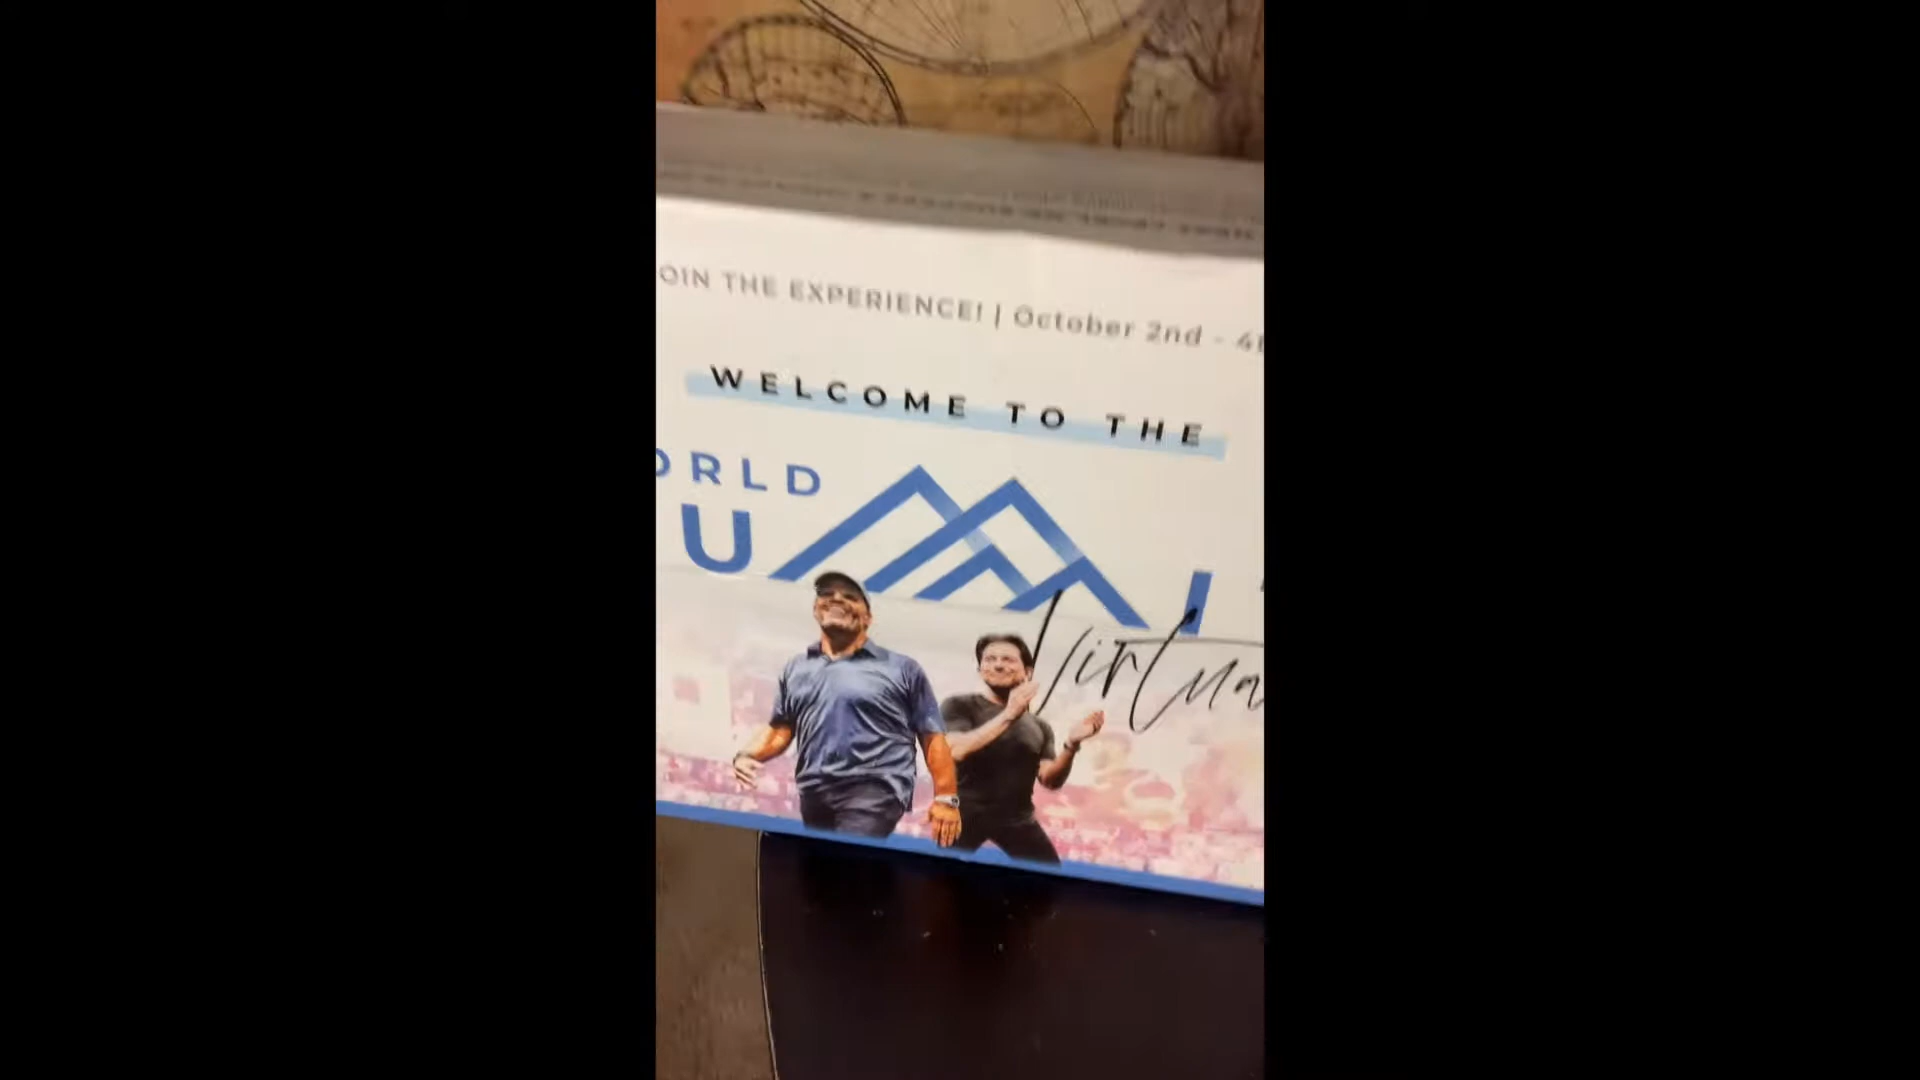 OIN THE EXPERIENCE! | October 2nd - 4
WELCOME TO THE
ORLD
U I
Virtua